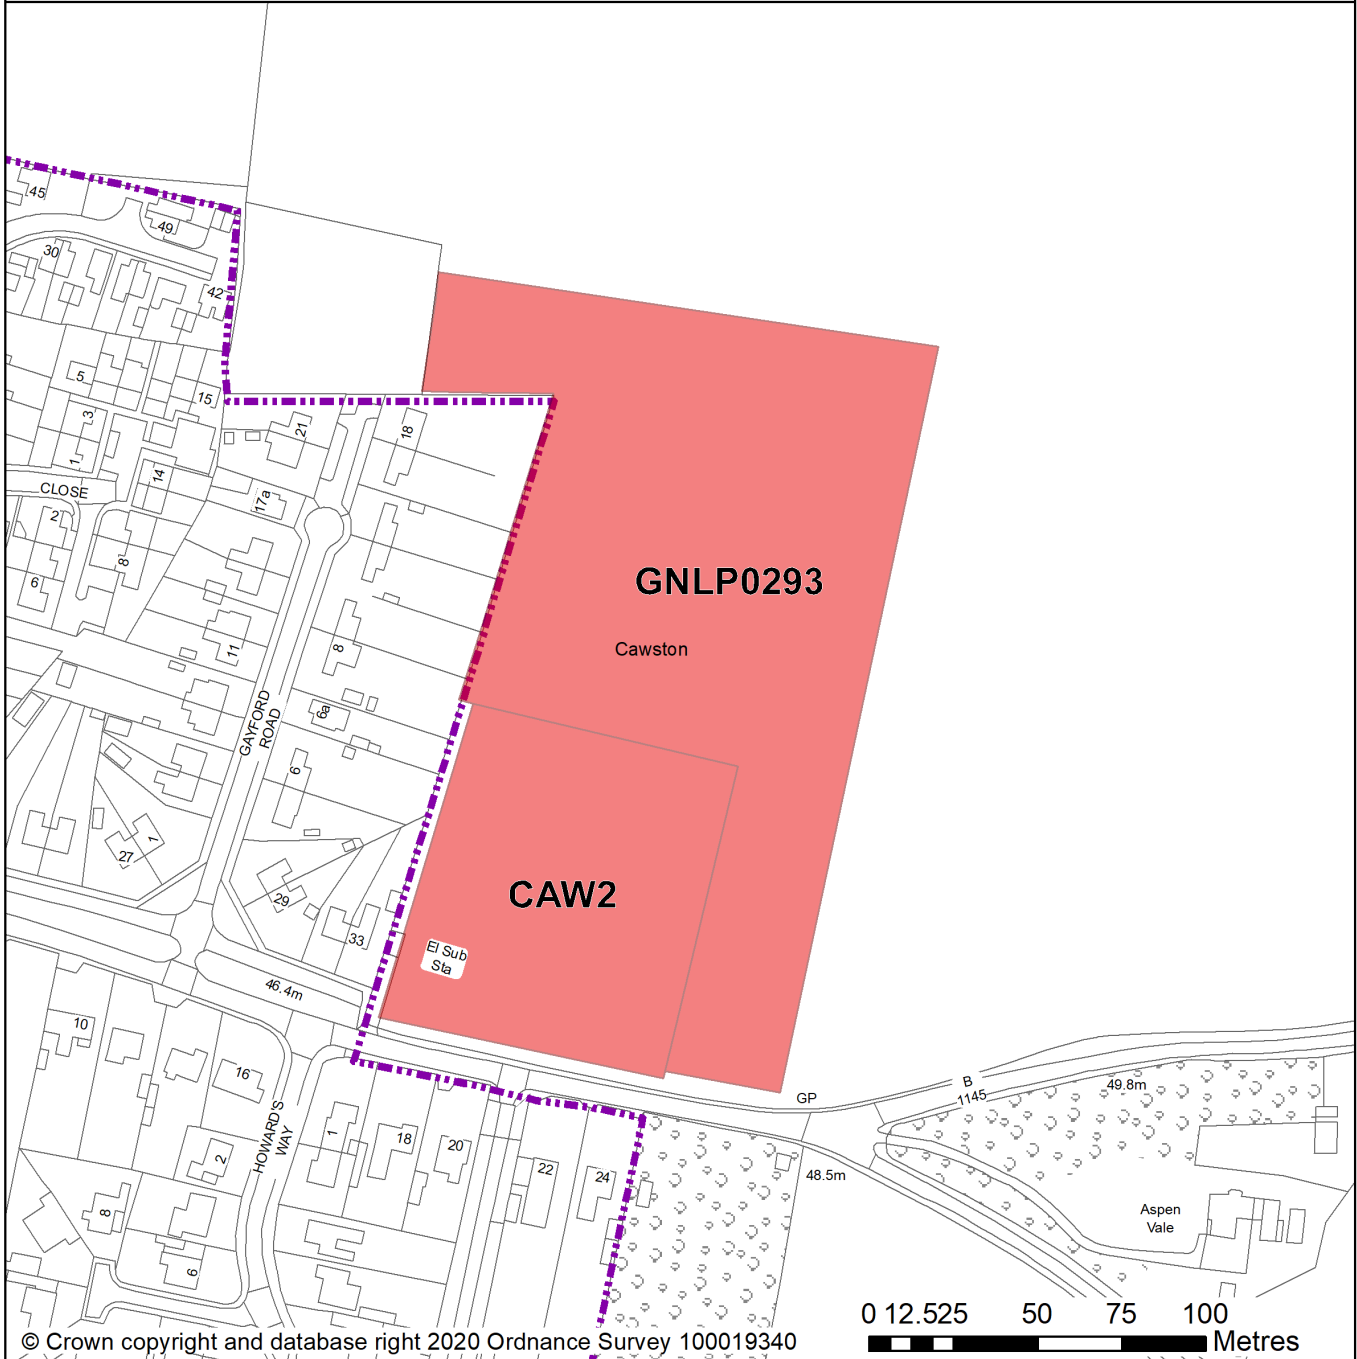 45
49
30
42
5
15
3
21
18
1
14
CLOSE
17a
2
8
6
GNLP0293
11
8
Cawston
GAYFORD
ROAD
6a
6
1
27
CAW2
29
33
El Sub
Sta
46.4m
10
16
B
1145
49.8m
GP
HOWARD'S
WAY
1
18
20
2
22
24
48.5m
8
Aspen
Vale
6
0 12.525 50 75 100
Metres
© Crown copyright and database right 2020 Ordnance Survey 100019340